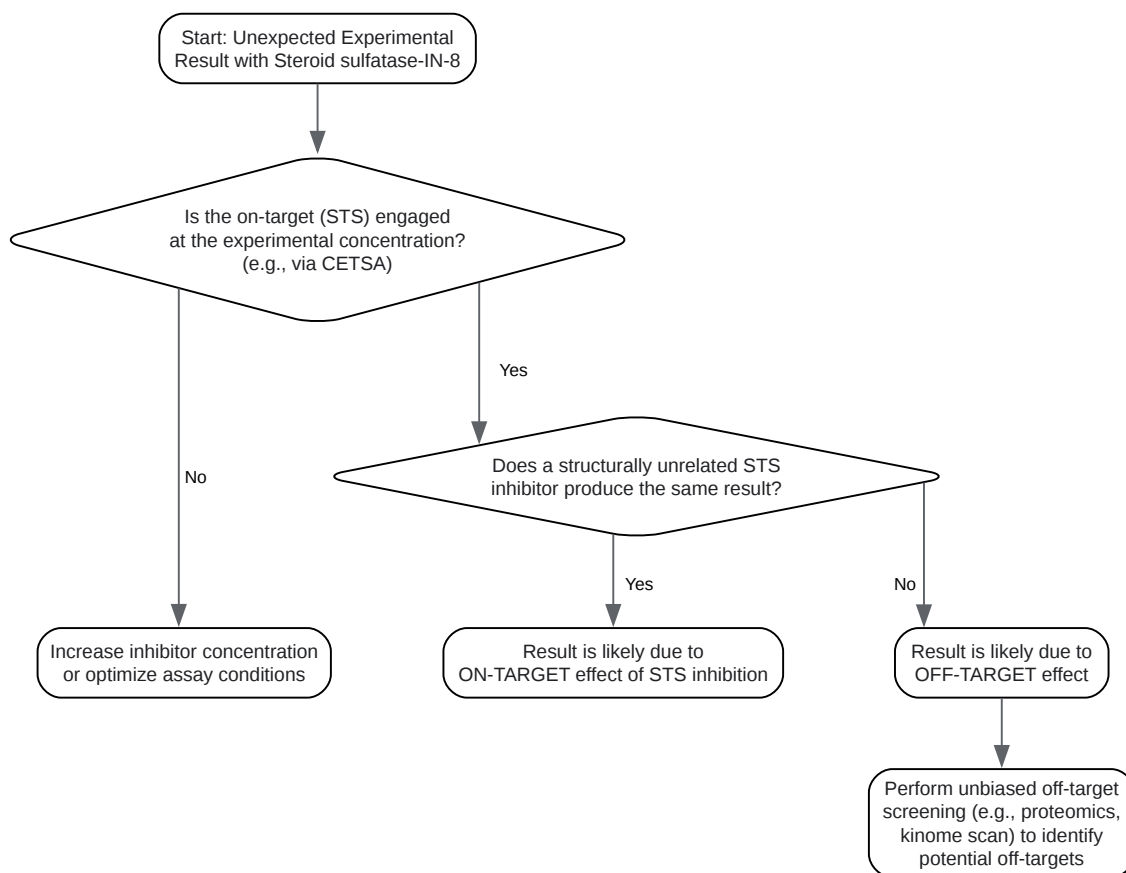 Start: Unexpected Experimental
Result with Steroid sulfatase-IN-8
Is the on-target (STS) engaged
at the experimental concentration?
(e.g., via CETSA)
Yes
Does a structurally unrelated STS
inhibitor produce the same result?
No
Yes
No
Increase inhibitor concentration
or optimize assay conditions
Result is likely due to
ON-TARGET effect of STS inhibition
Result is likely due to
OFF-TARGET effect
Perform unbiased off-target
screening (e.g., proteomics,
kinome scan) to identify
potential off-targets